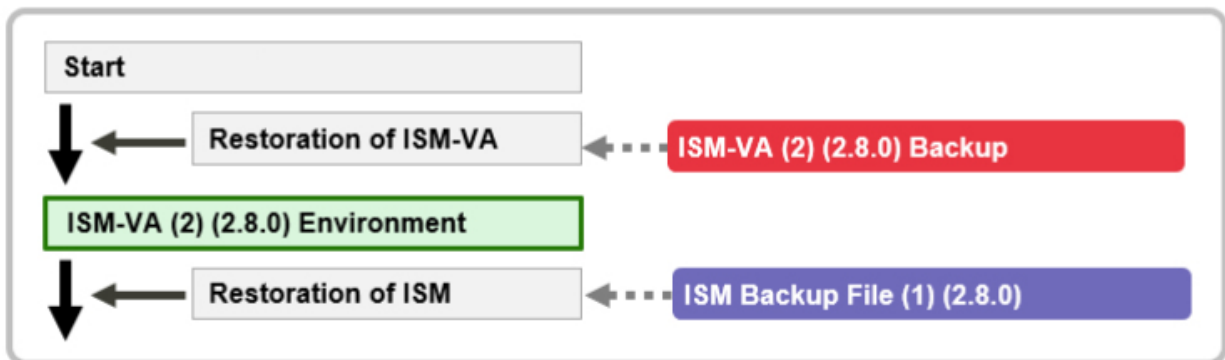 Start
Restoration of ISM-VA
ISM-VA (2) (2.8.0) Backup
ISM-VA (2) (2.8.0) Environment
Restoration of ISM
ISM Backup File (1) (2.8.0)